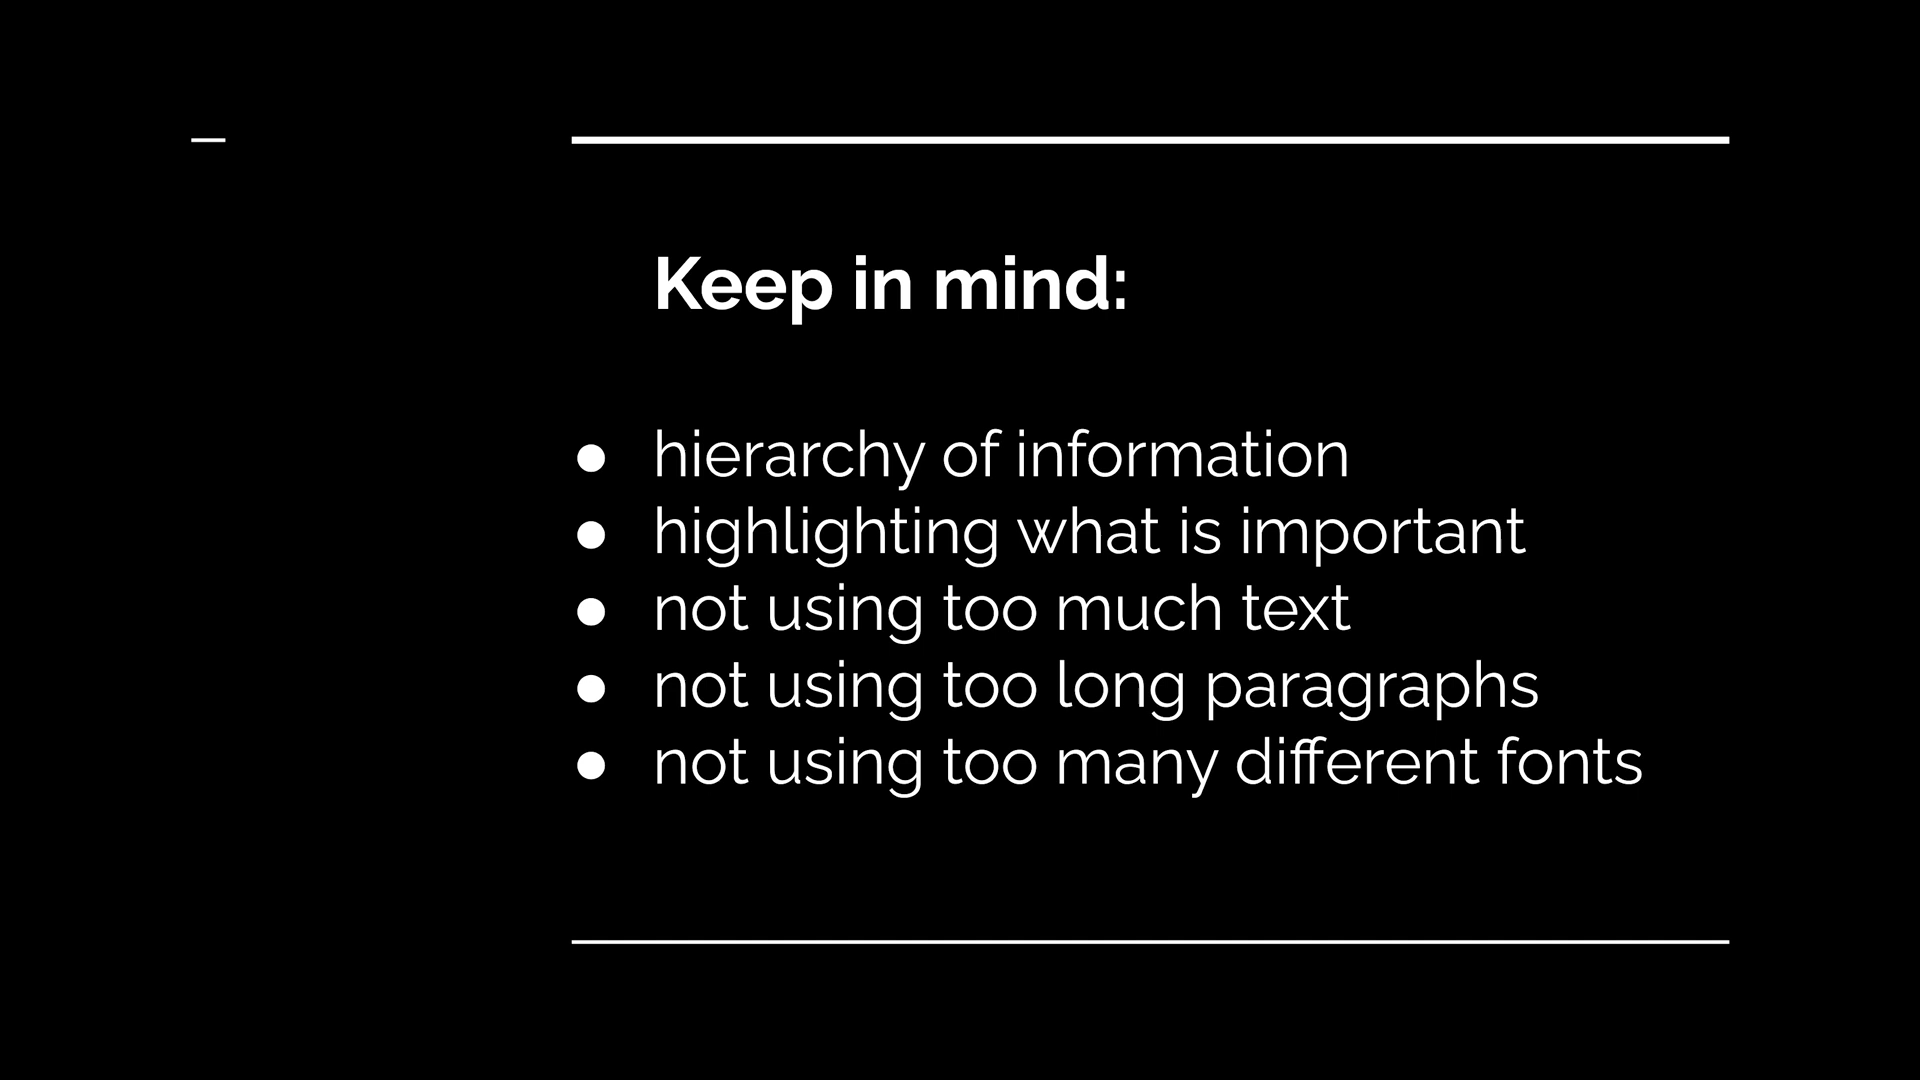 Keep in mind:
● hierarchy of information
● highlighting what is important
● not using too much text
● not using too long paragraphs
● not using too many different fonts